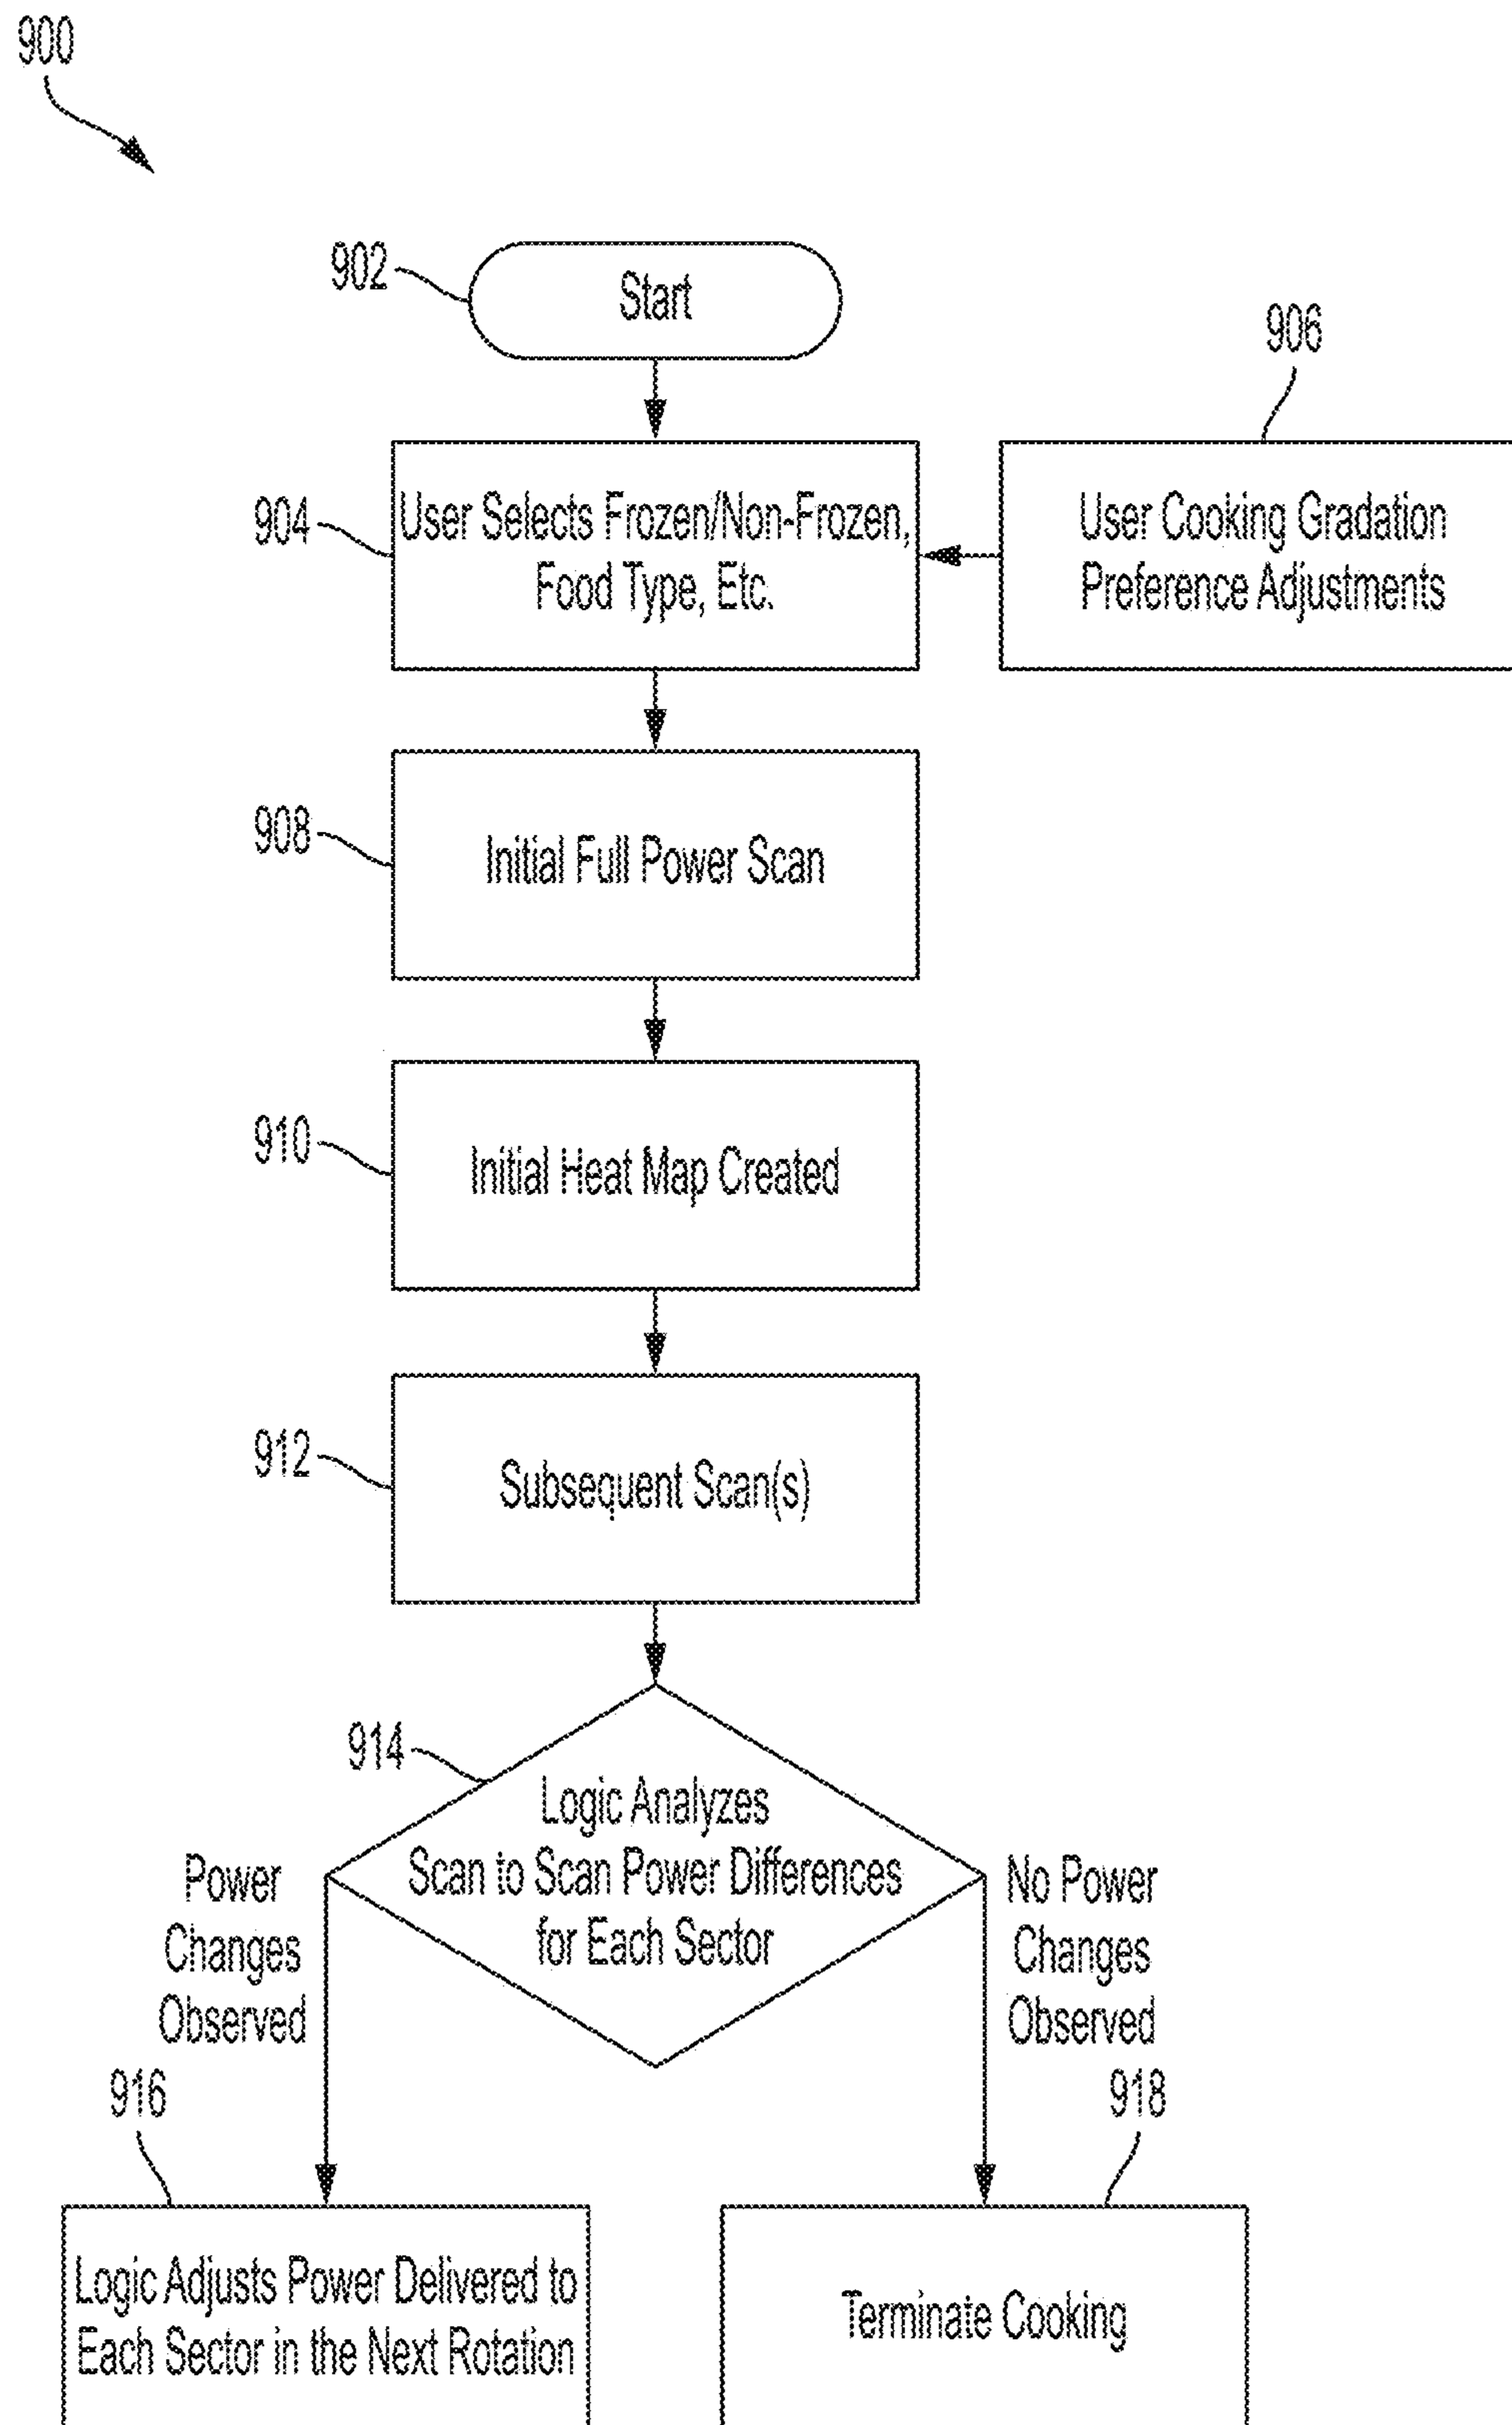 900
902
Start
906
904
User Selects Frozen/Non-Frozen,
Food Type, Etc.
User Cooking Gradation
Preference Adjustments
908
Initial Full Power Scan
910
Initial Heat Map Created
912
Subsequent Scan(s)
914
Logic Analyzes
Scan to Scan Power Differences
for Each Sector
Power
Changes
Observed
No Power
Changes
Observed
916
918
Logic Adjusts Power Delivered to
Each Sector in the Next Rotation
Terminate Cooking